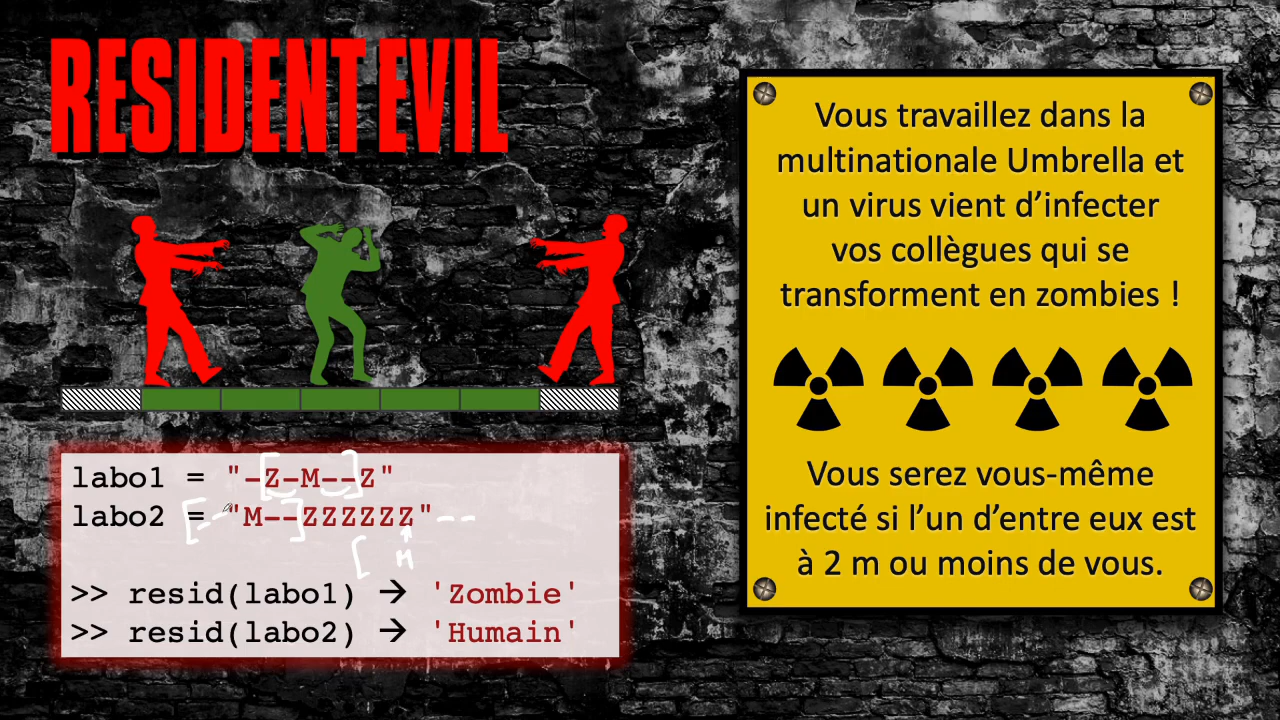 RESIDENT EVIL
Vous travaillez dans la
multinationale Umbrella et
un virus vient d’infecter
vos collègues qui se
transforment en zombies !
Vous serez vous-même
infecté si l’un d’entre eux est
à 2 m ou moins de vous.
labo1 = "-Z-M--Z"
labo2 = "M--ZZZZZZ"--
[ M
>> resid(labo1) → 'Zombie'
>> resid(labo2) → 'Humain'